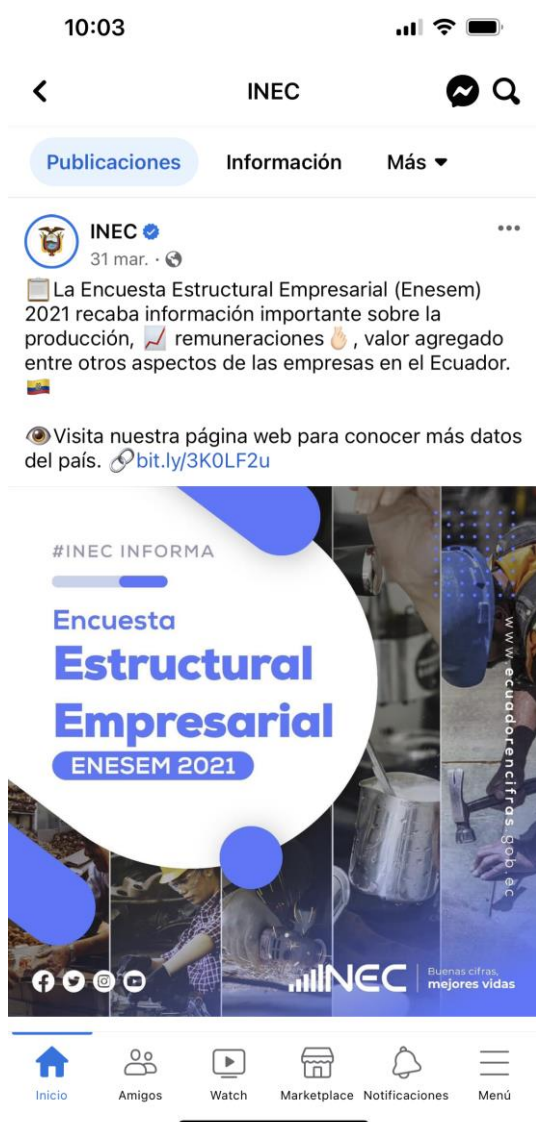 10:03
INEC
Publicaciones Información Más
INEC
31 mar. ·
La Encuesta Estructural Empresarial (Enesem)
2021 recaba información importante sobre la
producción, 📈 remuneraciones🫰🏻, valor agregado
entre otros aspectos de las empresas en el Ecuador.
🇪🇨
👁️Visita nuestra página web para conocer más datos
del país. 🔗bit.ly/3K0LF2u
#INEC INFORMA
Encuesta
Estructural
Empresarial
ENESEM 2021
www.ecuadorencifras.gob.ec
INEC
Buenas cifras,
mejores vidas
Inicio Amigos Watch Marketplace Notificaciones Menú